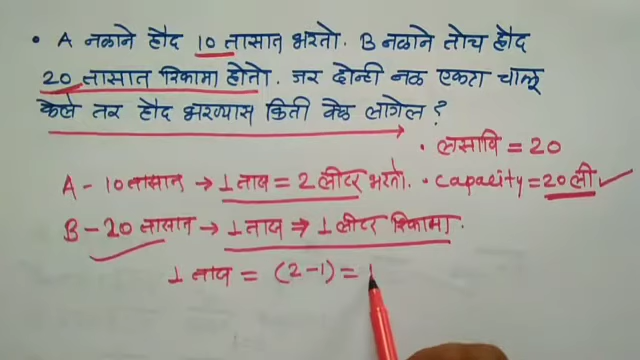 • A नळाने हौद 10 तासात भरतो. B नळाने तोच हौद
20 तासात रिकामा होतो. जर दोन्ही नळ एकदा चालू
केले तर हौद भरण्यास किती वेळ लागेल?
• लसावि = 20
A - 10 तासात → 1 तास = 2 लीटर भरतो. • Capacity = 20 ली ✓
B - 20 तासात → 1 तास ⇒ 1 लीटर रिकामा.
1 तास = (2-1) = 1